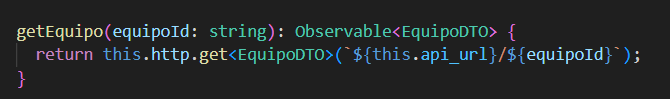 getEquipo(equipoId: string): Observable<EquipoDTO> {
  return this.http.get<EquipoDTO>(`${this.api_url}/${equipoId}`);
}